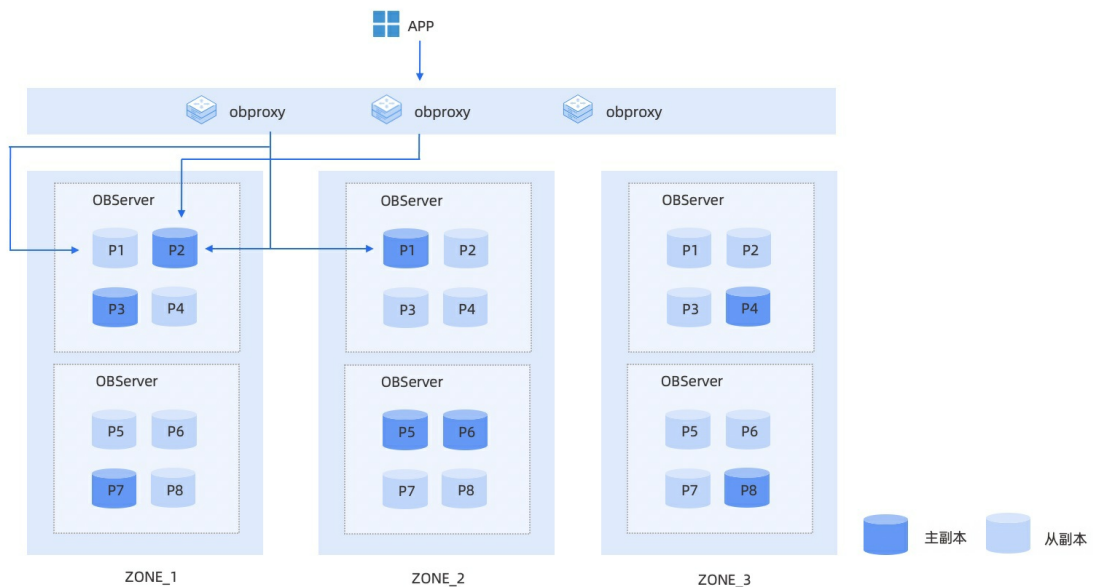 APP
obproxy obproxy obproxy
OBServer OBServer OBServer
P1 P2 P1 P2 P1 P2
P3 P4 P3 P4 P3 P4
OBServer OBServer OBServer
P5 P6 P5 P6 P5 P6
P7 P8 P7 P8 P7 P8
主副本 从副本
ZONE_1 ZONE_2 ZONE_3